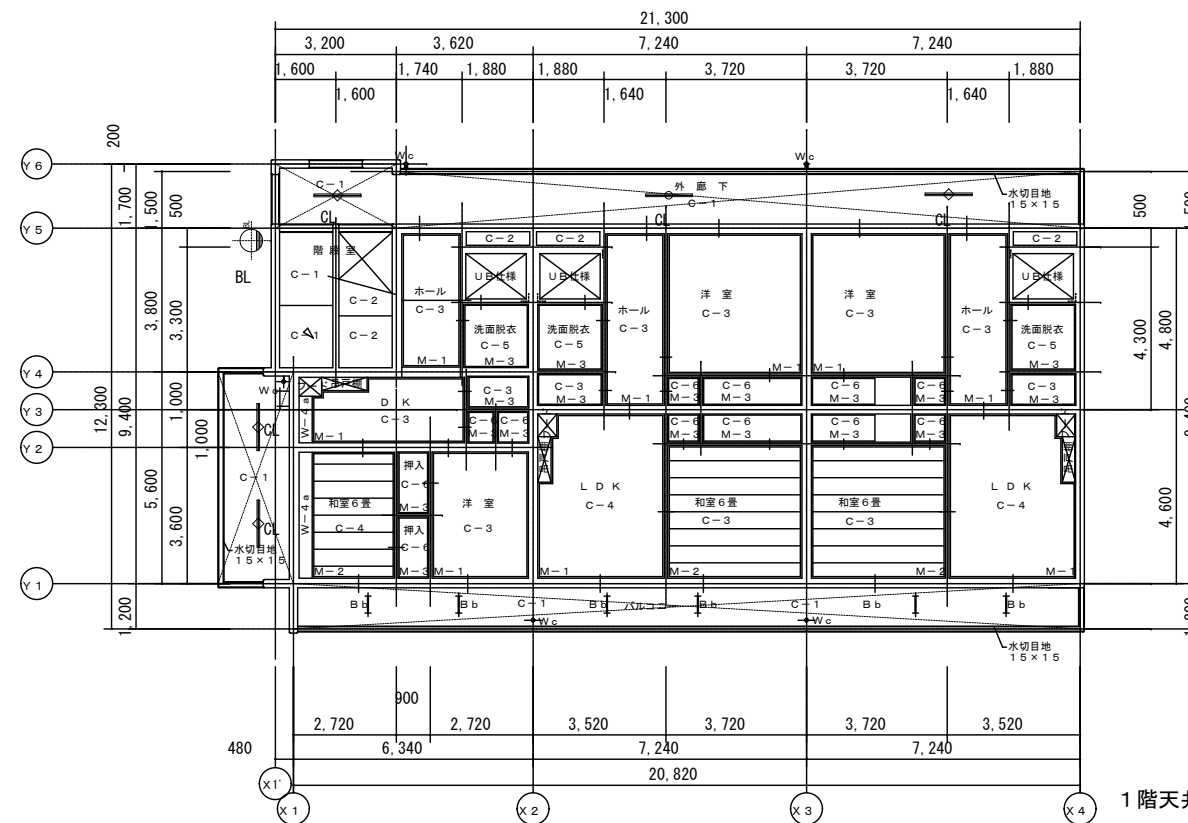 21,300
3,200 3,620 7,240 7,240
1,600 1,740 1,880 1,880 3,720 3,720 1,880
1,600 1,640 1,640
200
Y6
Wc Wc
1,700
1,500
500
C-1
外 廊 下
C-1
水切目地
15×15
500
CL CL CL
Y5
BL
階段室
C-2 C-2 C-2
C-1
C-2
ホール
C-3
UB仕様 UB仕様
ホール
C-3
洋 室
C-3
洋 室
C-3
ホール
C-3
UB仕様
3,800
3,300
4,300
4,800
C-1
C-2
洗面脱衣
C-5
M-3
洗面脱衣
C-5
M-3
洗面脱衣
C-5
M-3
M-1 M-1 M-1
Y4
Wc
吊戸棚
C-3
M-3
C-3
M-3
C-6
M-3
C-6
M-3
M-3
C-6
M-3
C-3
M-3
12,300
9,400
1,000
1,000
Y3
W-4a
DK
C-3
M-1
M-1 M-1
CL
C-6
M-3
C-6
M-3
C-6
M-3
C-6
M-3
M-3
C-6
M-3
Y2
C-1
5,600
3,600
W-4a
和室6畳
C-4
M-2
押入
C-6
M-3
押入
C-6
M-3
洋 室
C-3
M-1
LDK
C-4
M-1
和室6畳
C-3
M-2
和室6畳
C-3
M-2
LDK
C-4
M-1
4,600
CL
水切目地
15×15
Y1
1,200
Bb Bb C-1 Bb バルコニー Bb C-1 Bb Bb
Wc Wc
水切目地
15×15
900
2,720 2,720 3,520 3,720 3,720 3,520
480 6,340 7,240 7,240
20,820
X1'
X1 X2 X3 X4
1階天井